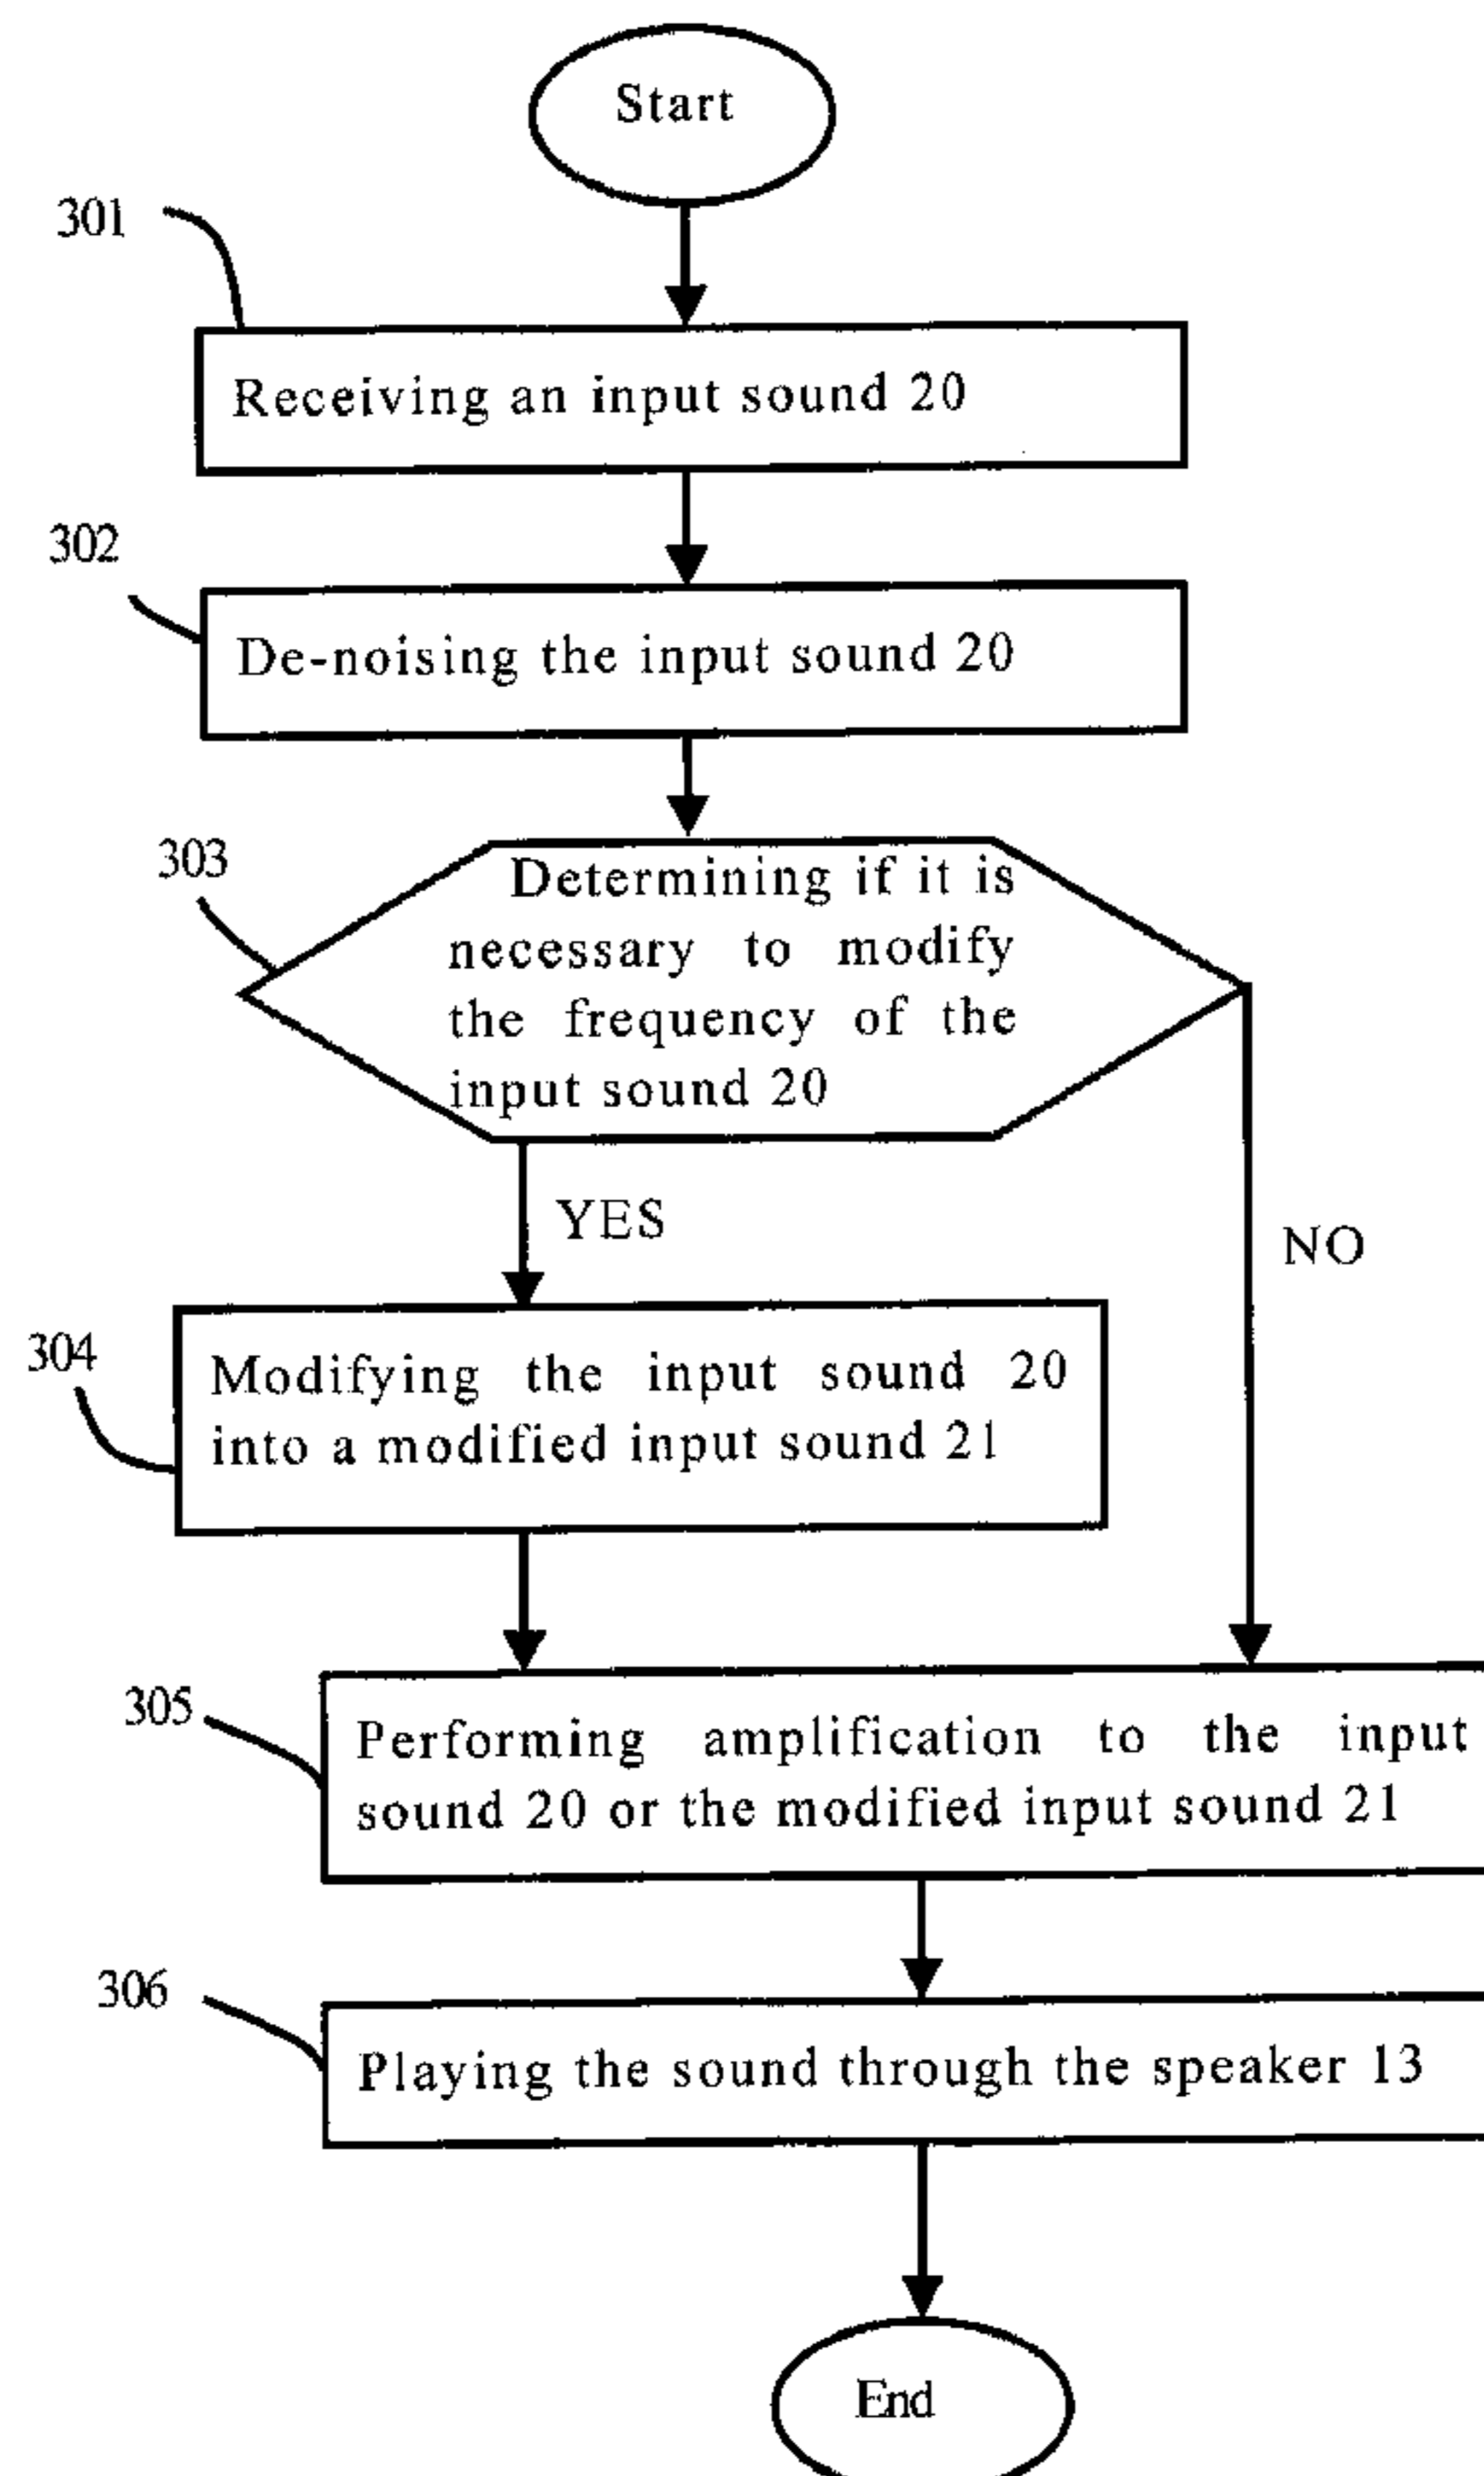 Start
301
Receiving an input sound 20
302
De-noising the input sound 20
303
Determining if it is
necessary to modify
the frequency of the
input sound 20
YES
NO
304
Modifying the input sound 20
into a modified input sound 21
305
Performing amplification to the input
sound 20 or the modified input sound 21
306
Playing the sound through the speaker 13
End